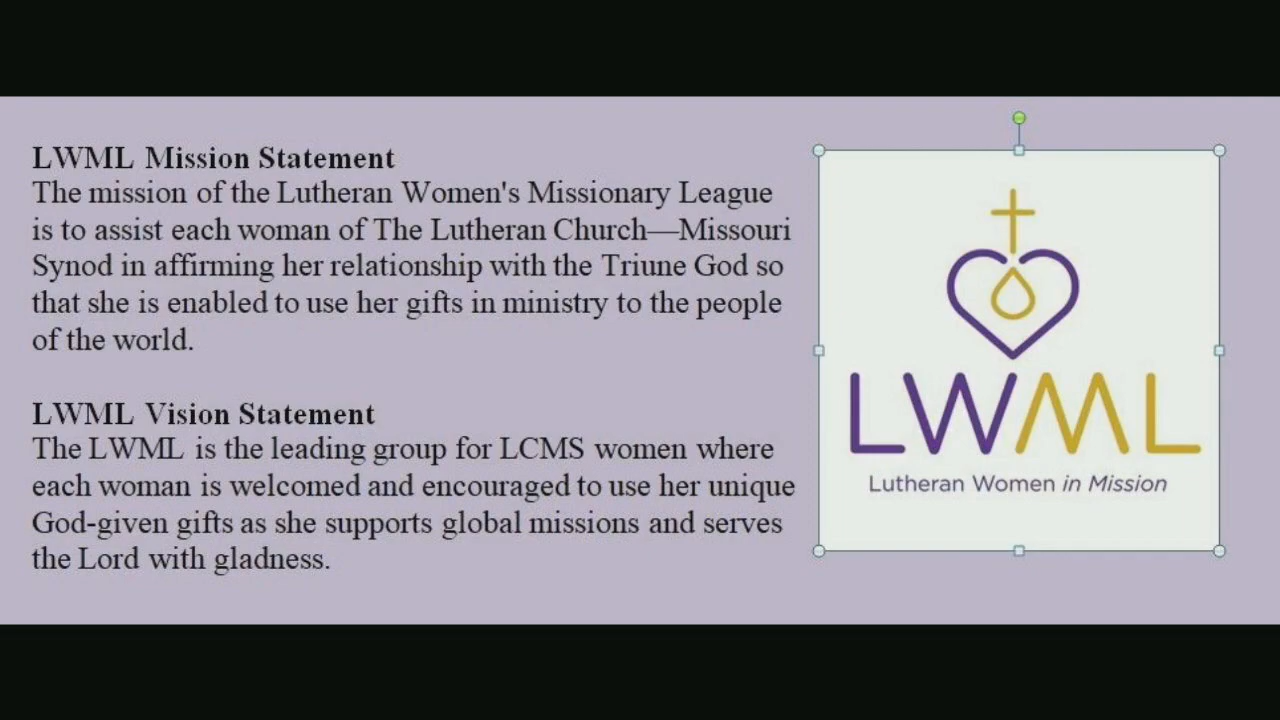 LWML Mission Statement
The mission of the Lutheran Women's Missionary League
is to assist each woman of The Lutheran Church—Missouri
Synod in affirming her relationship with the Triune God so
that she is enabled to use her gifts in ministry to the people
of the world.
LWML Vision Statement
The LWML is the leading group for LCMS women where
each woman is welcomed and encouraged to use her unique
God-given gifts as she supports global missions and serves
the Lord with gladness.
LWML
Lutheran Women in Mission